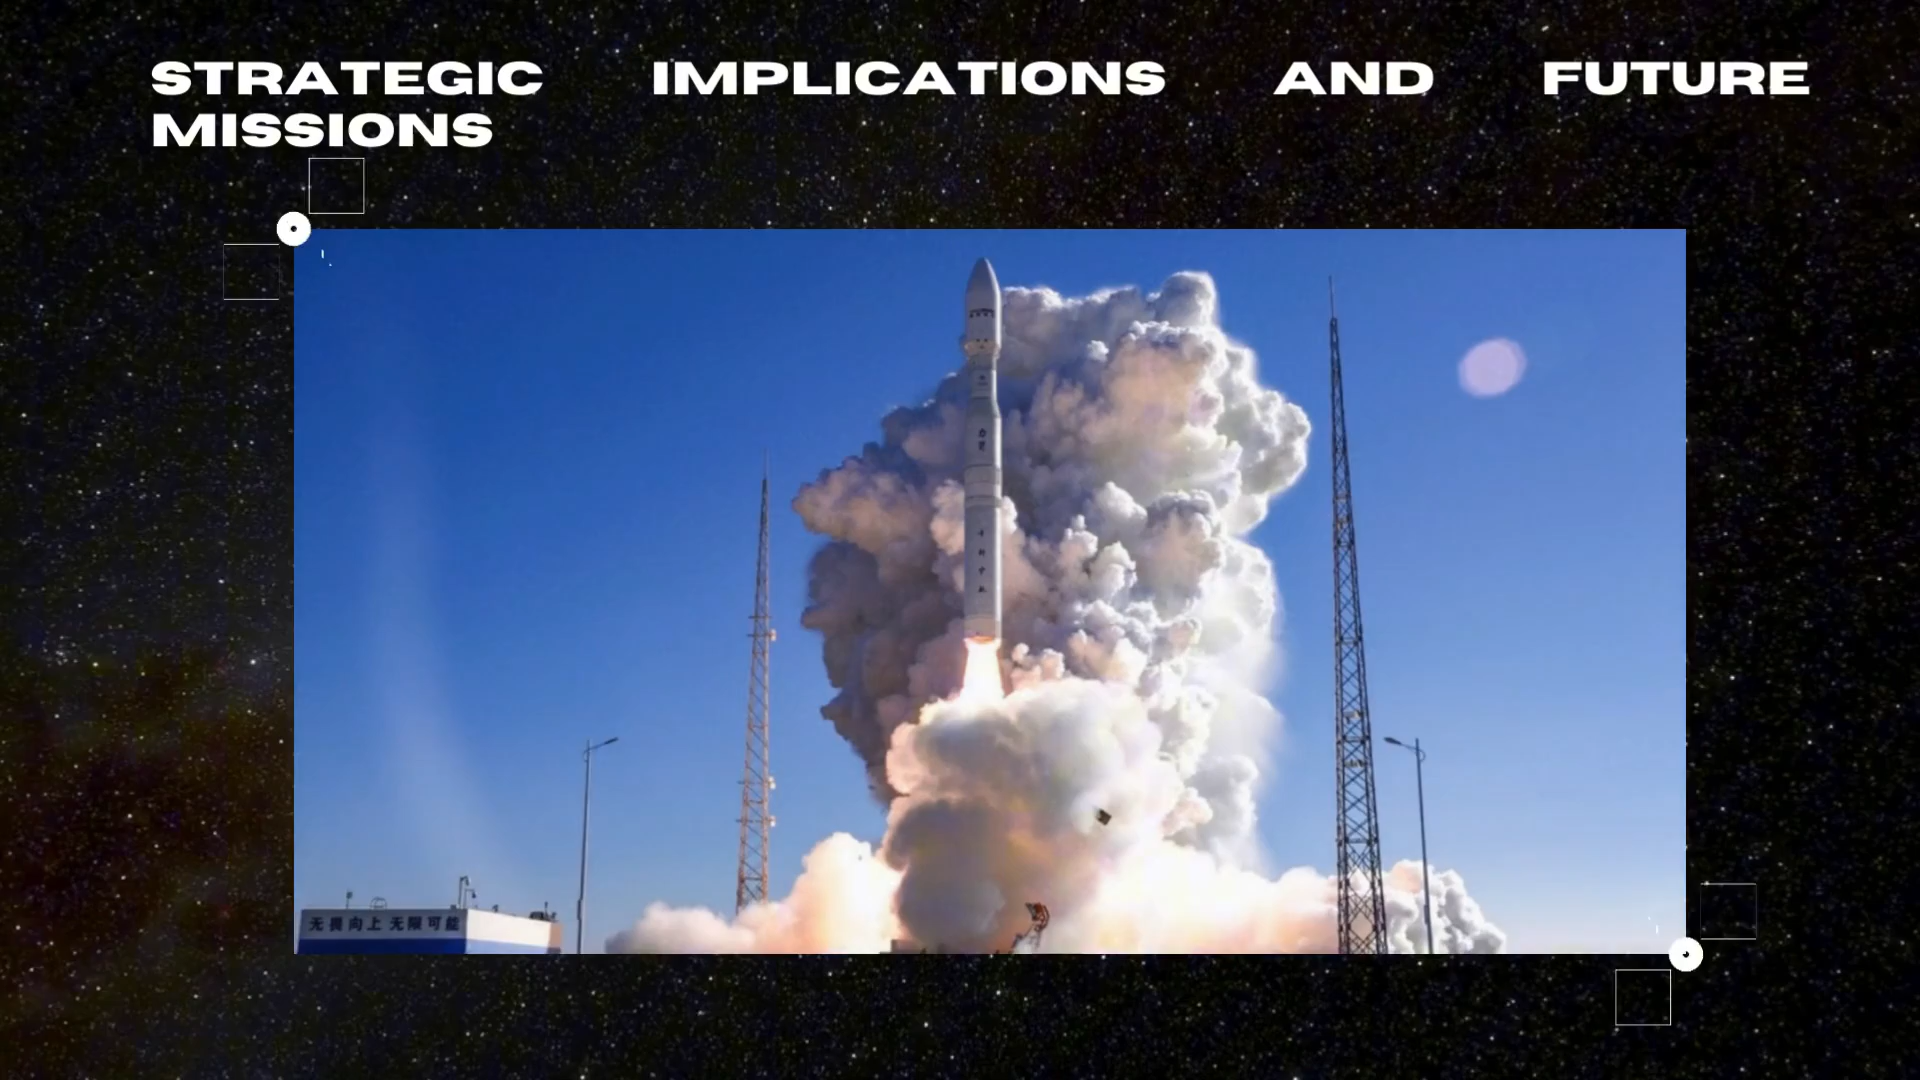 STRATEGIC IMPLICATIONS AND FUTURE
MISSIONS
无畏向上 无限可能